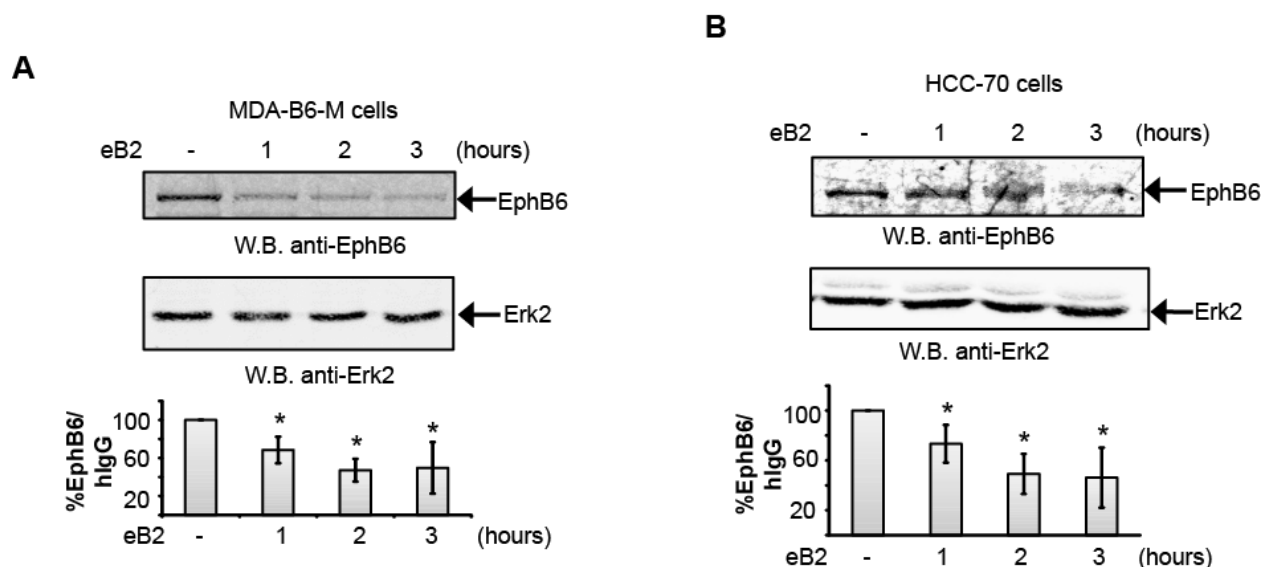 A
MDA-B6-M cells
eB2 - 1 2 3 (hours)
EphB6
W.B. anti-EphB6
Erk2
W.B. anti-Erk2
%EphB6/
hIgG
100
60
20
* * *
eB2 - 1 2 3 (hours)
B
HCC-70 cells
eB2 - 1 2 3 (hours)
EphB6
W.B. anti-EphB6
Erk2
W.B. anti-Erk2
%EphB6/
hIgG
100
60
20
* * *
eB2 - 1 2 3 (hours)